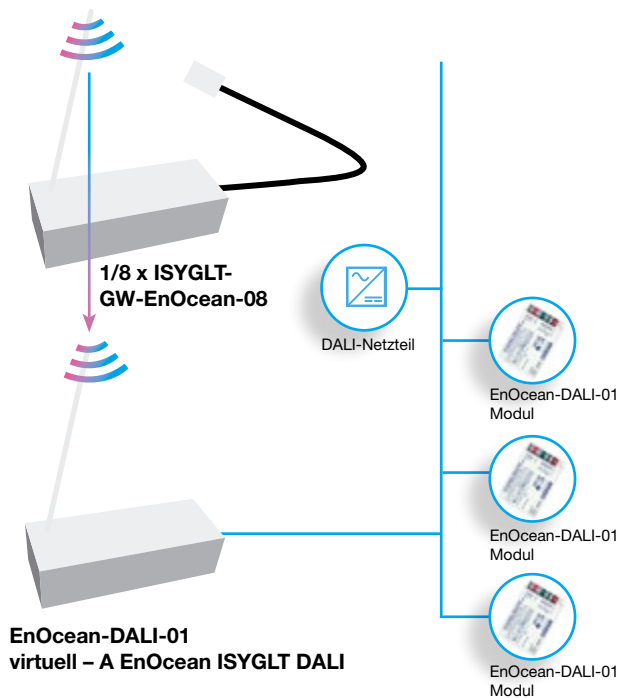 1/8 x ISYGLT-
GW-EnOcean-08
DALI-Netzteil
EnOcean-DALI-01
Modul
EnOcean-DALI-01
Modul
EnOcean-DALI-01
virtuell – A EnOcean ISYGLT DALI
EnOcean-DALI-01
Modul